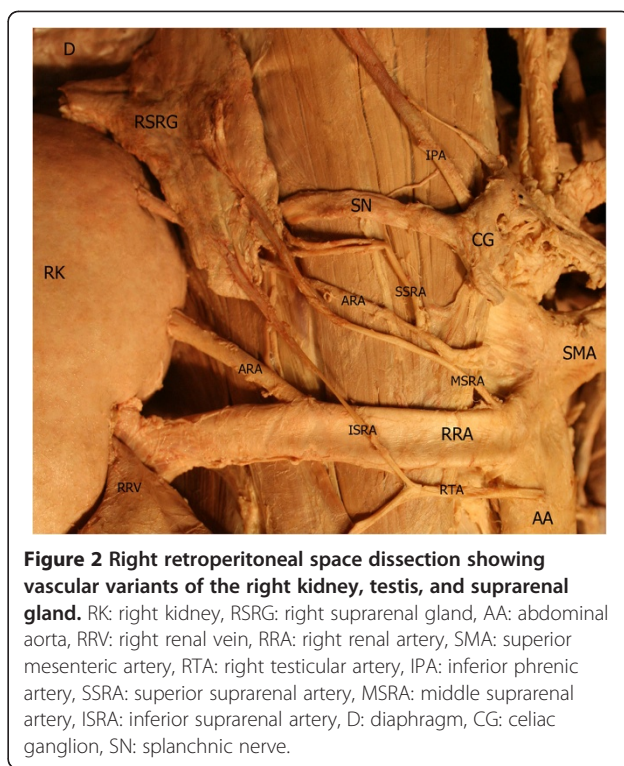 D
RSRG
IPA
SN
CG
RK
ARA
SSRA
SMA
MSRA
ARA
ISRA
RRA
RRV
RTA
AA
Figure 2 Right retroperitoneal space dissection showing
vascular variants of the right kidney, testis, and suprarenal
gland. RK: right kidney, RSRG: right suprarenal gland, AA: abdominal
aorta, RRV: right renal vein, RRA: right renal artery, SMA: superior
mesenteric artery, RTA: right testicular artery, IPA: inferior phrenic
artery, SSRA: superior suprarenal artery, MSRA: middle suprarenal
artery, ISRA: inferior suprarenal artery, D: diaphragm, CG: celiac
ganglion, SN: splanchnic nerve.